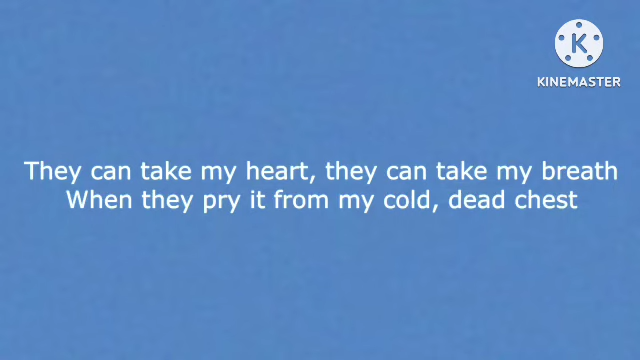 K
KINEMASTER
They can take my heart, they can take my breath
When they pry it from my cold, dead chest